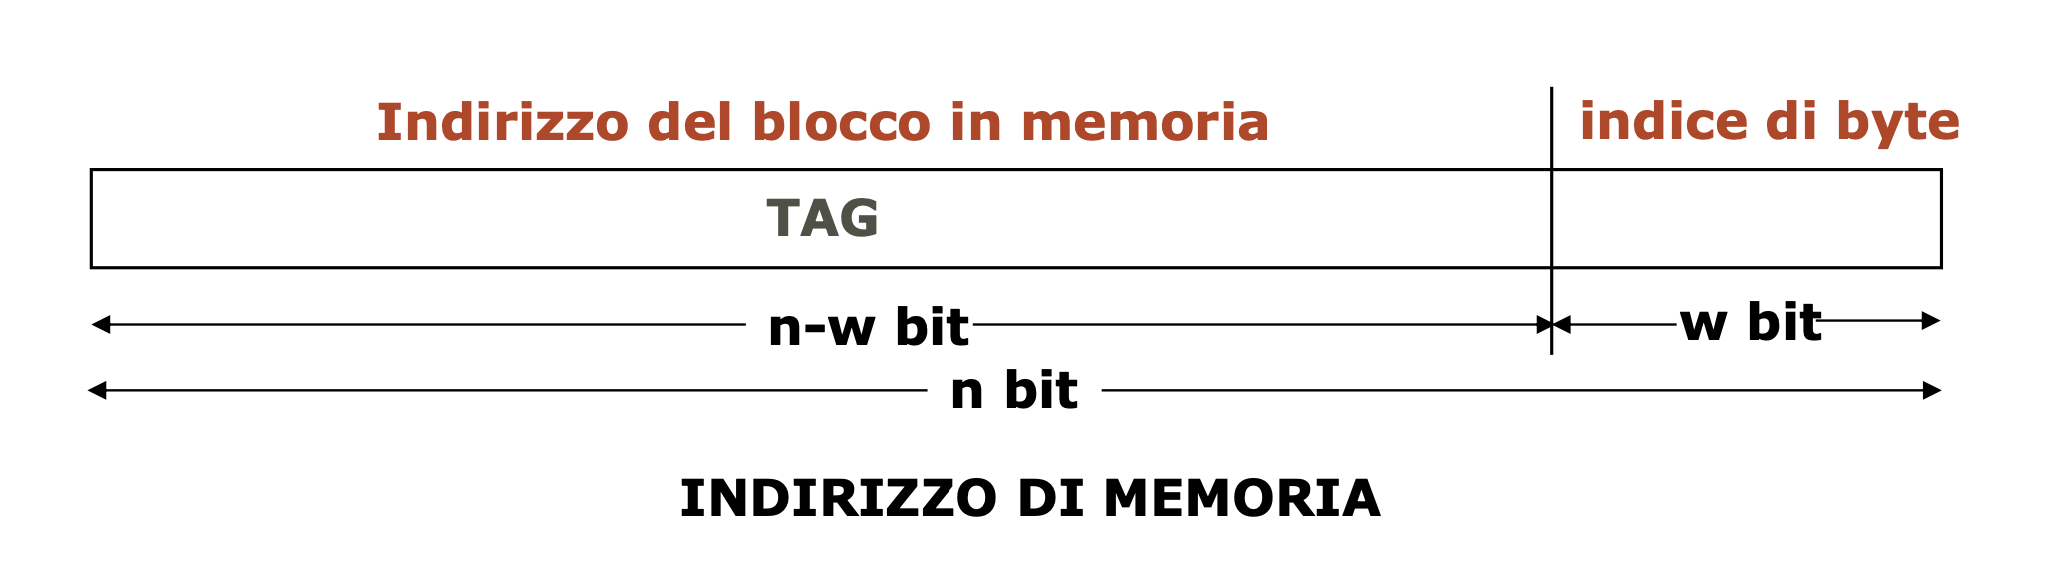 Indirizzo del blocco in memoria indice di byte
TAG
n-w bit w bit
n bit
INDIRIZZO DI MEMORIA